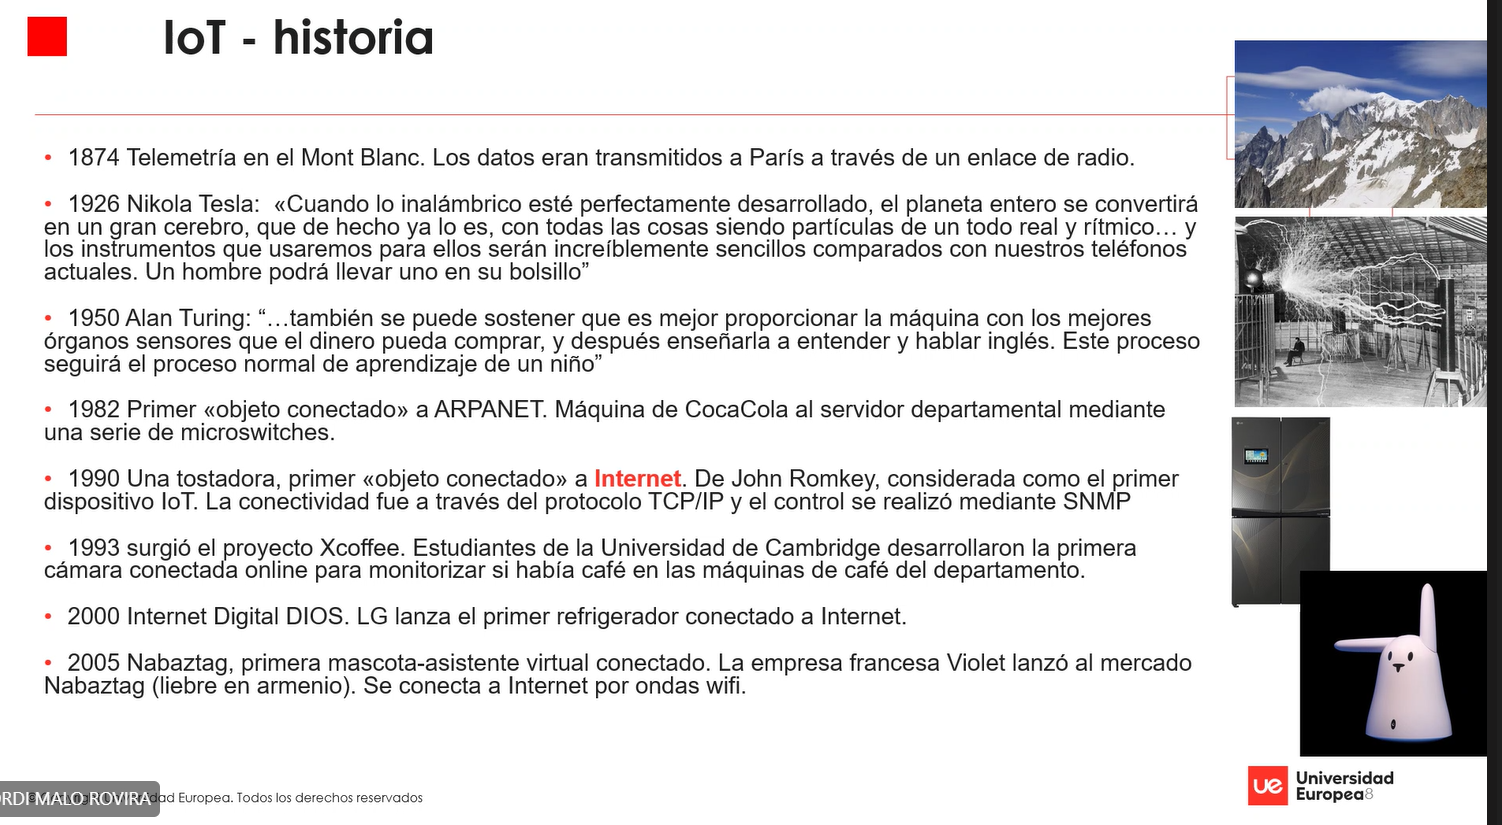 IoT - historia
• 1874 Telemetría en el Mont Blanc. Los datos eran transmitidos a París a través de un enlace de radio.
• 1926 Nikola Tesla: «Cuando lo inalámbrico esté perfectamente desarrollado, el planeta entero se convertirá
en un gran cerebro, que de hecho ya lo es, con todas las cosas siendo partículas de un todo real y rítmico… y
los instrumentos que usaremos para ellos serán increíblemente sencillos comparados con nuestros teléfonos
actuales. Un hombre podrá llevar uno en su bolsillo”
• 1950 Alan Turing: “…también se puede sostener que es mejor proporcionar la máquina con los mejores
órganos sensores que el dinero pueda comprar, y después enseñarla a entender y hablar inglés. Este proceso
seguirá el proceso normal de aprendizaje de un niño”
• 1982 Primer «objeto conectado» a ARPANET. Máquina de CocaCola al servidor departamental mediante
una serie de microswitches.
• 1990 Una tostadora, primer «objeto conectado» a Internet. De John Romkey, considerada como el primer
dispositivo IoT. La conectividad fue a través del protocolo TCP/IP y el control se realizó mediante SNMP
• 1993 surgió el proyecto Xcoffee. Estudiantes de la Universidad de Cambridge desarrollaron la primera
cámara conectada online para monitorizar si había café en las máquinas de café del departamento.
• 2000 Internet Digital DIOS. LG lanza el primer refrigerador conectado a Internet.
• 2005 Nabaztag, primera mascota-asistente virtual conectado. La empresa francesa Violet lanzó al mercado
Nabaztag (liebre en armenio). Se conecta a Internet por ondas wifi.
ORDI MALO ROVIRA
dad Europea. Todos los derechos reservados
ue Universidad
Europea 8